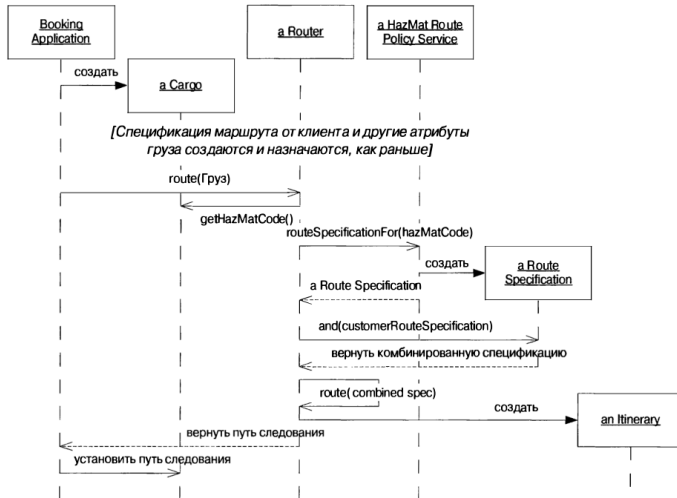 Booking
Application
a Router
a HazMat Route
Policy Service
создать
a Cargo
[Спецификация маршрута от клиента и другие атрибуты
груза создаются и назначаются, как раньше]
route(Груз)
getHazMatCode()
routeSpecificationFor(hazMatCode)
создать
a Route
Specification
a Route Specification
and(customerRouteSpecification)
вернуть комбинированную спецификацию
route( combined spec)
создать
an Itinerary
вернуть путь следования
установить путь следования